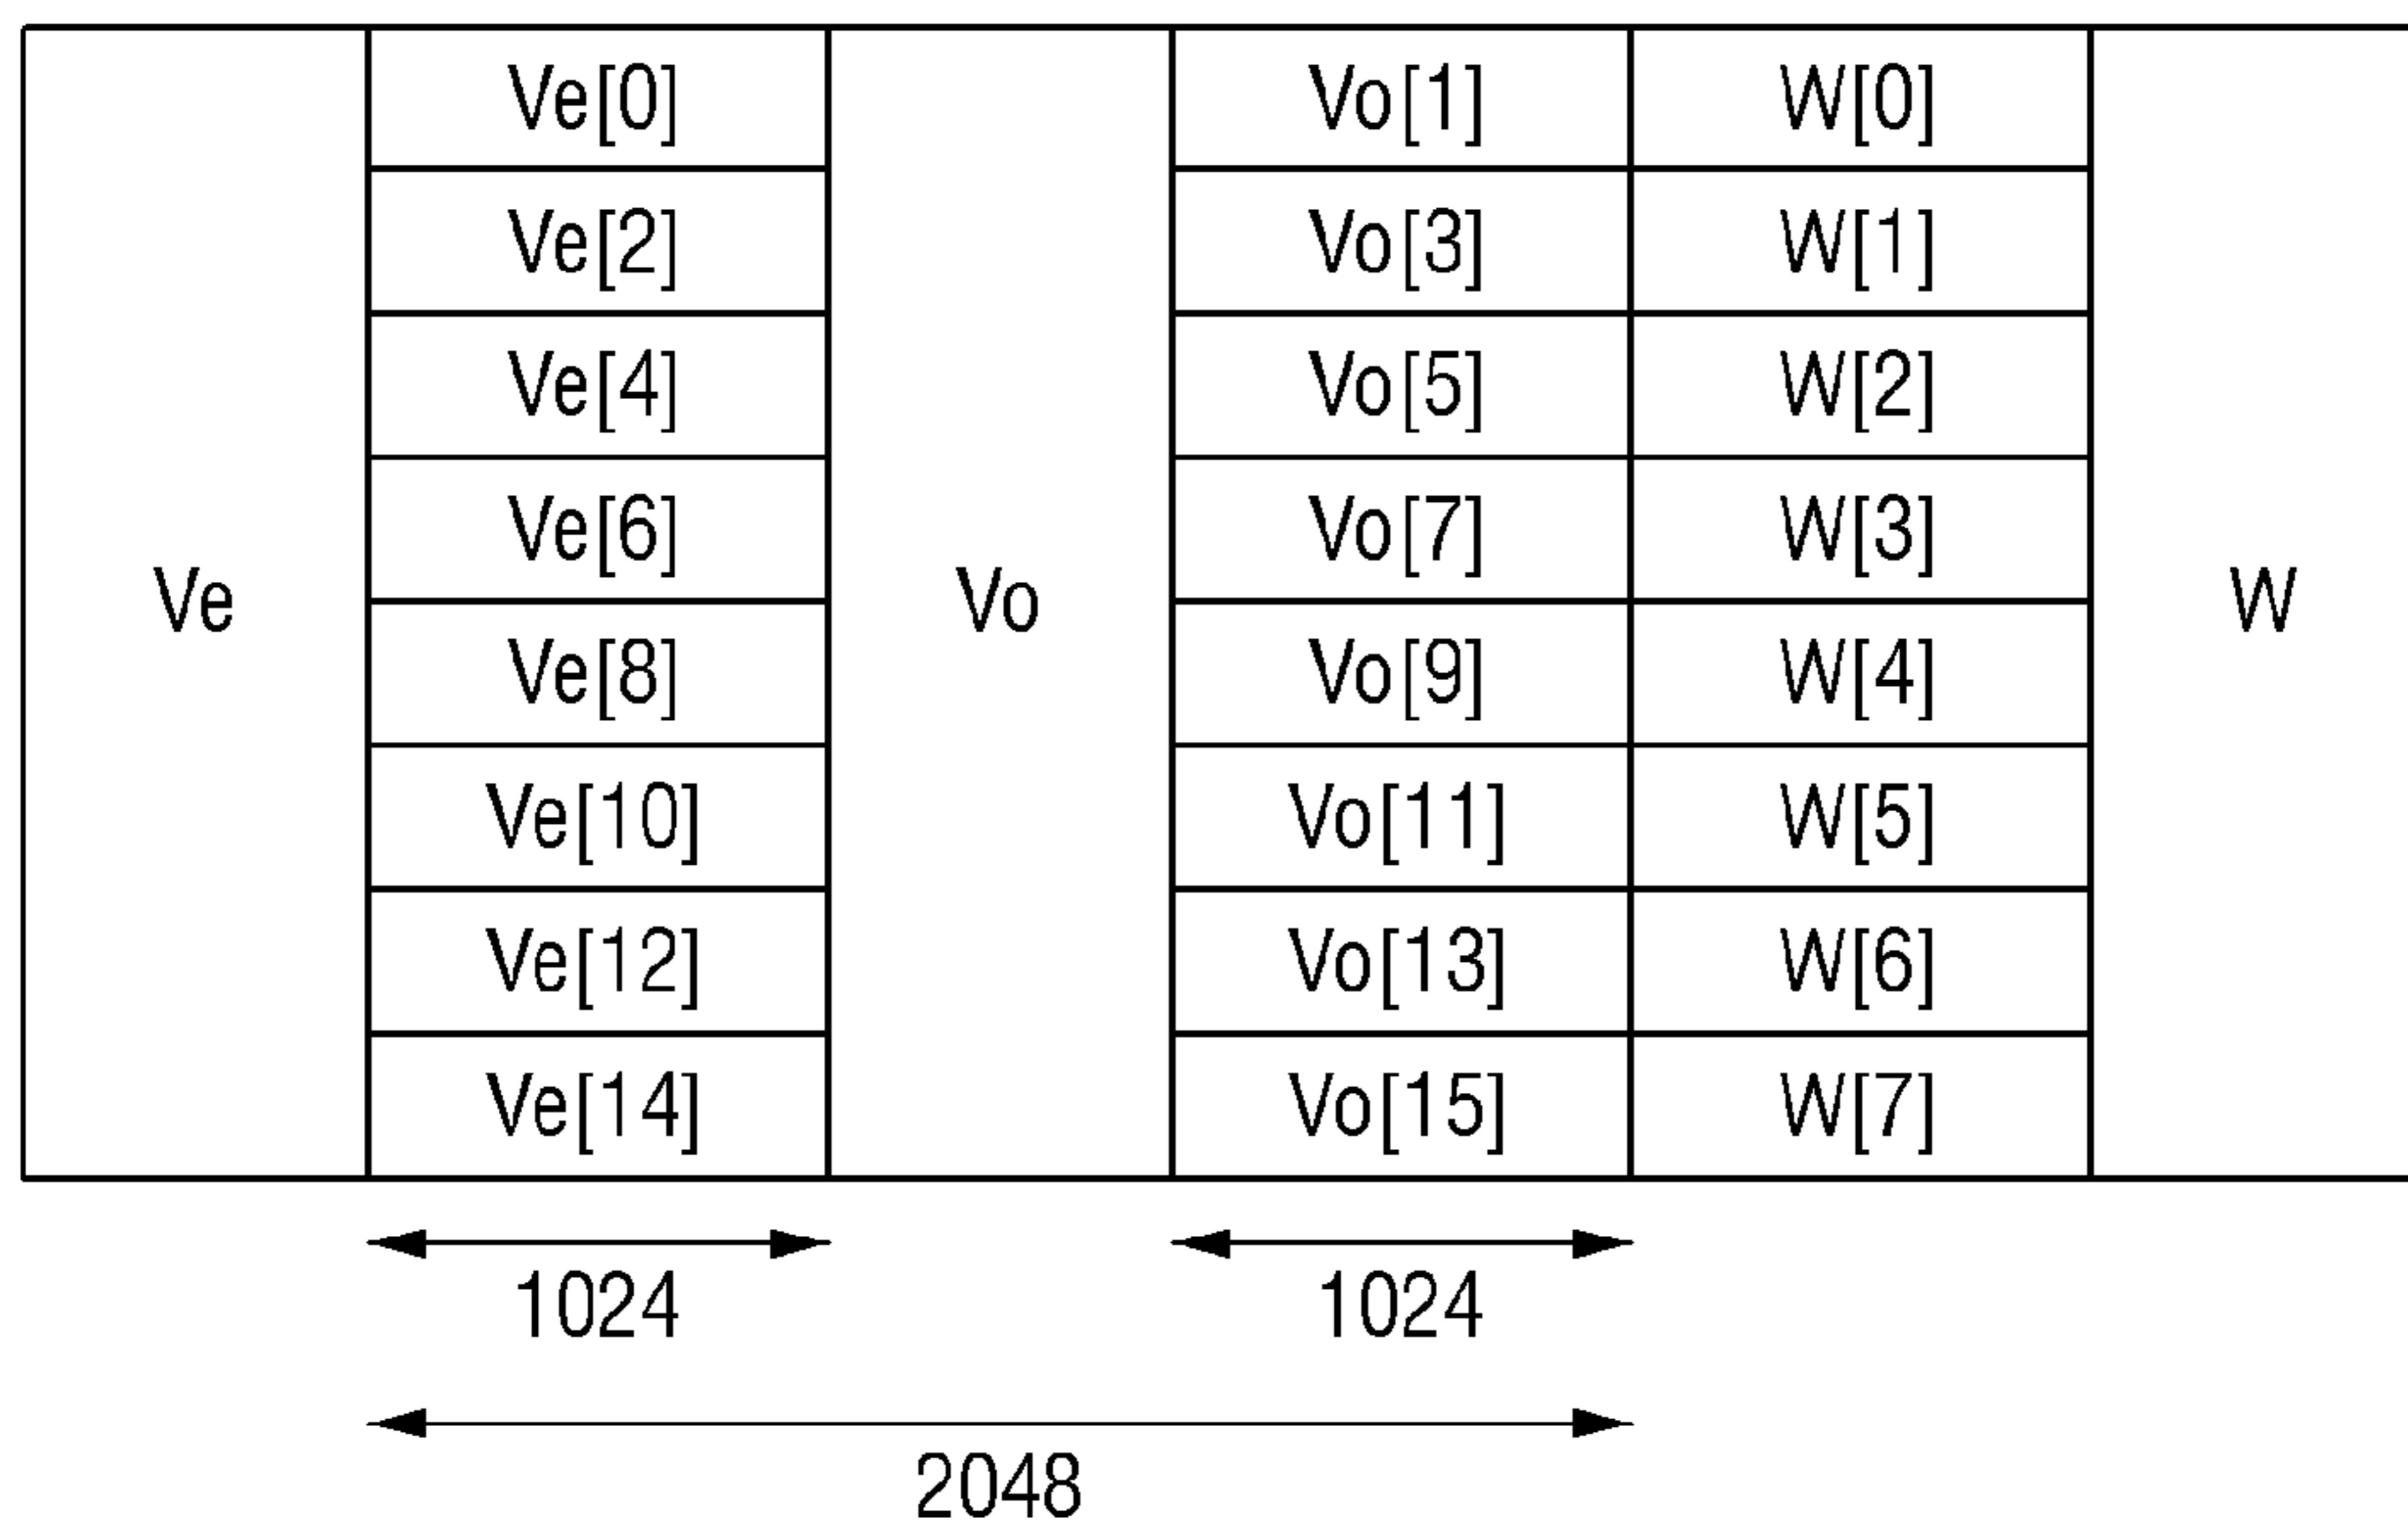 Ve[0] Vo[1] W[0]
Ve[2] Vo[3] W[1]
Ve[4] Vo[5] W[2]
Ve[6] Vo[7] W[3]
Ve Vo W
Ve[8] Vo[9] W[4]
Ve[10] Vo[11] W[5]
Ve[12] Vo[13] W[6]
Ve[14] Vo[15] W[7]
1024 1024
2048